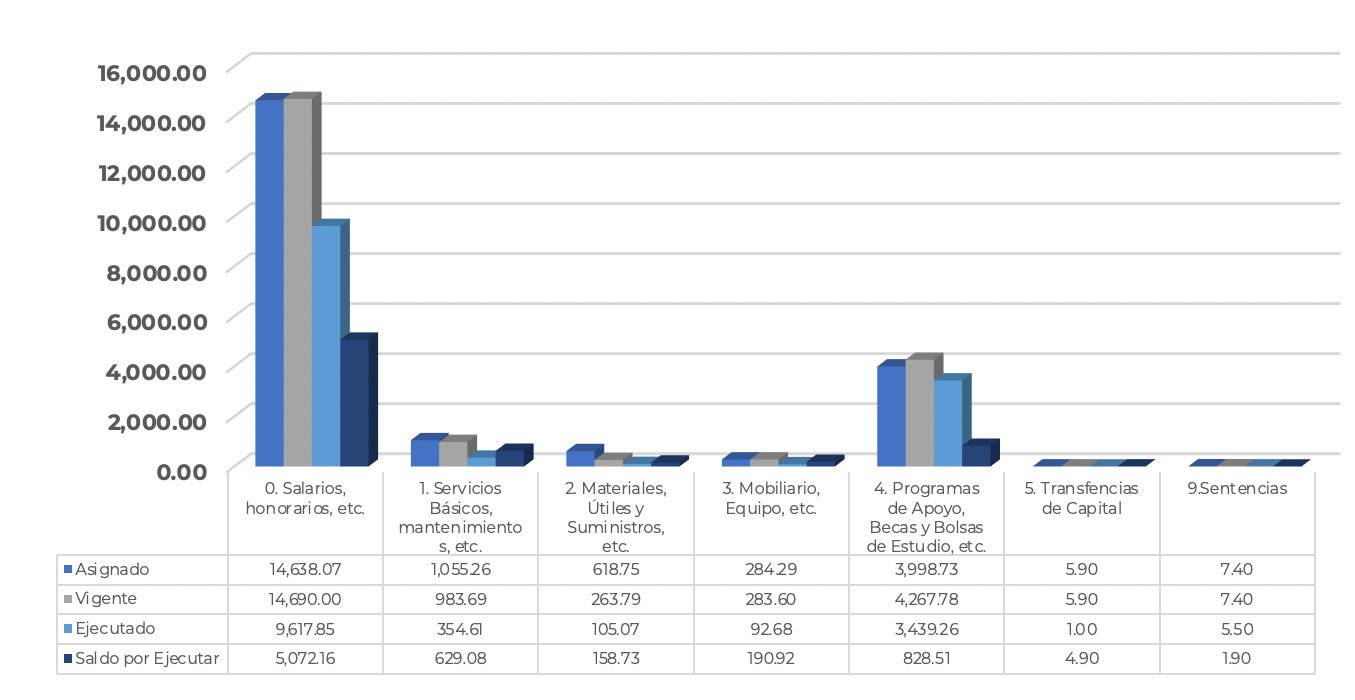 16,000.00
14,000.00
12,000.00
10,000.00
8,000.00
6,000.00
4,000.00
2,000.00
0.00
0. Salarios,
honorarios, etc.
1. Servicios
Básicos,
mantenimiento
s, etc.
2. Materiales,
Útiles y
Suministros,
etc.
3. Mobiliario,
Equipo, etc.
4. Programas
de Apoyo,
Becas y Bolsas
de Estudio, etc.
5. Transfencias
de Capital
9.Sentencias
Asignado 14,638.07 1,055.26 618.75 284.29 3,998.73 5.90 7.40
Vigente 14,690.00 983.69 263.79 283.60 4,267.78 5.90 7.40
Ejecutado 9,617.85 354.61 105.07 92.68 3,439.26 1.00 5.50
Saldo por Ejecutar 5,072.16 629.08 158.73 190.92 828.51 4.90 1.90